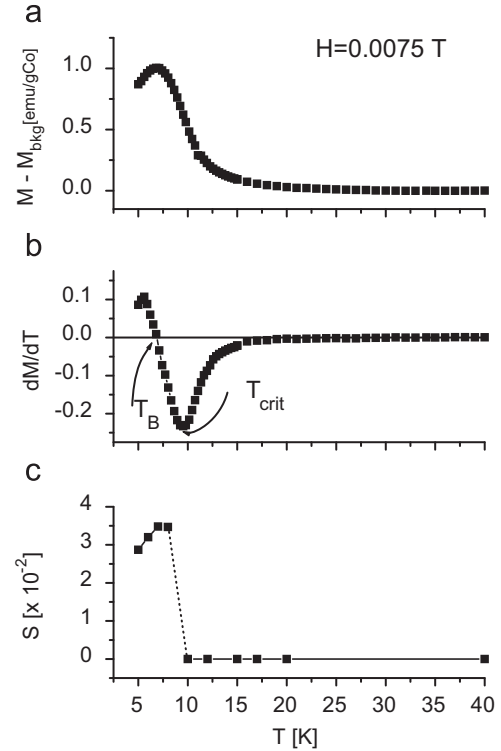 a
H=0.0075 T
M - M_bkg[emu/gCo]
1.0
0.5
0.0
b
dM/dT
0.1
0.0
-0.1
-0.2
T_B
T_crit
c
S [x 10^-2]
4
3
2
1
0
5 10 15 20 25 30 35 40
T [K]